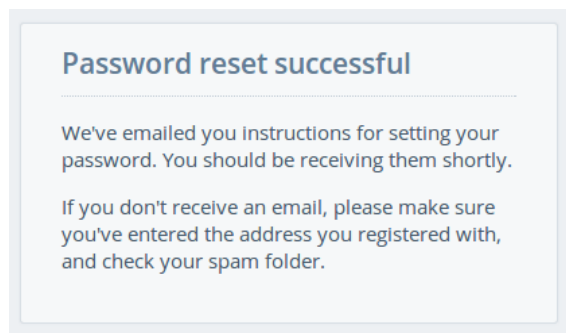 Password reset successful
We've emailed you instructions for setting your
password. You should be receiving them shortly.
If you don't receive an email, please make sure
you've entered the address you registered with,
and check your spam folder.